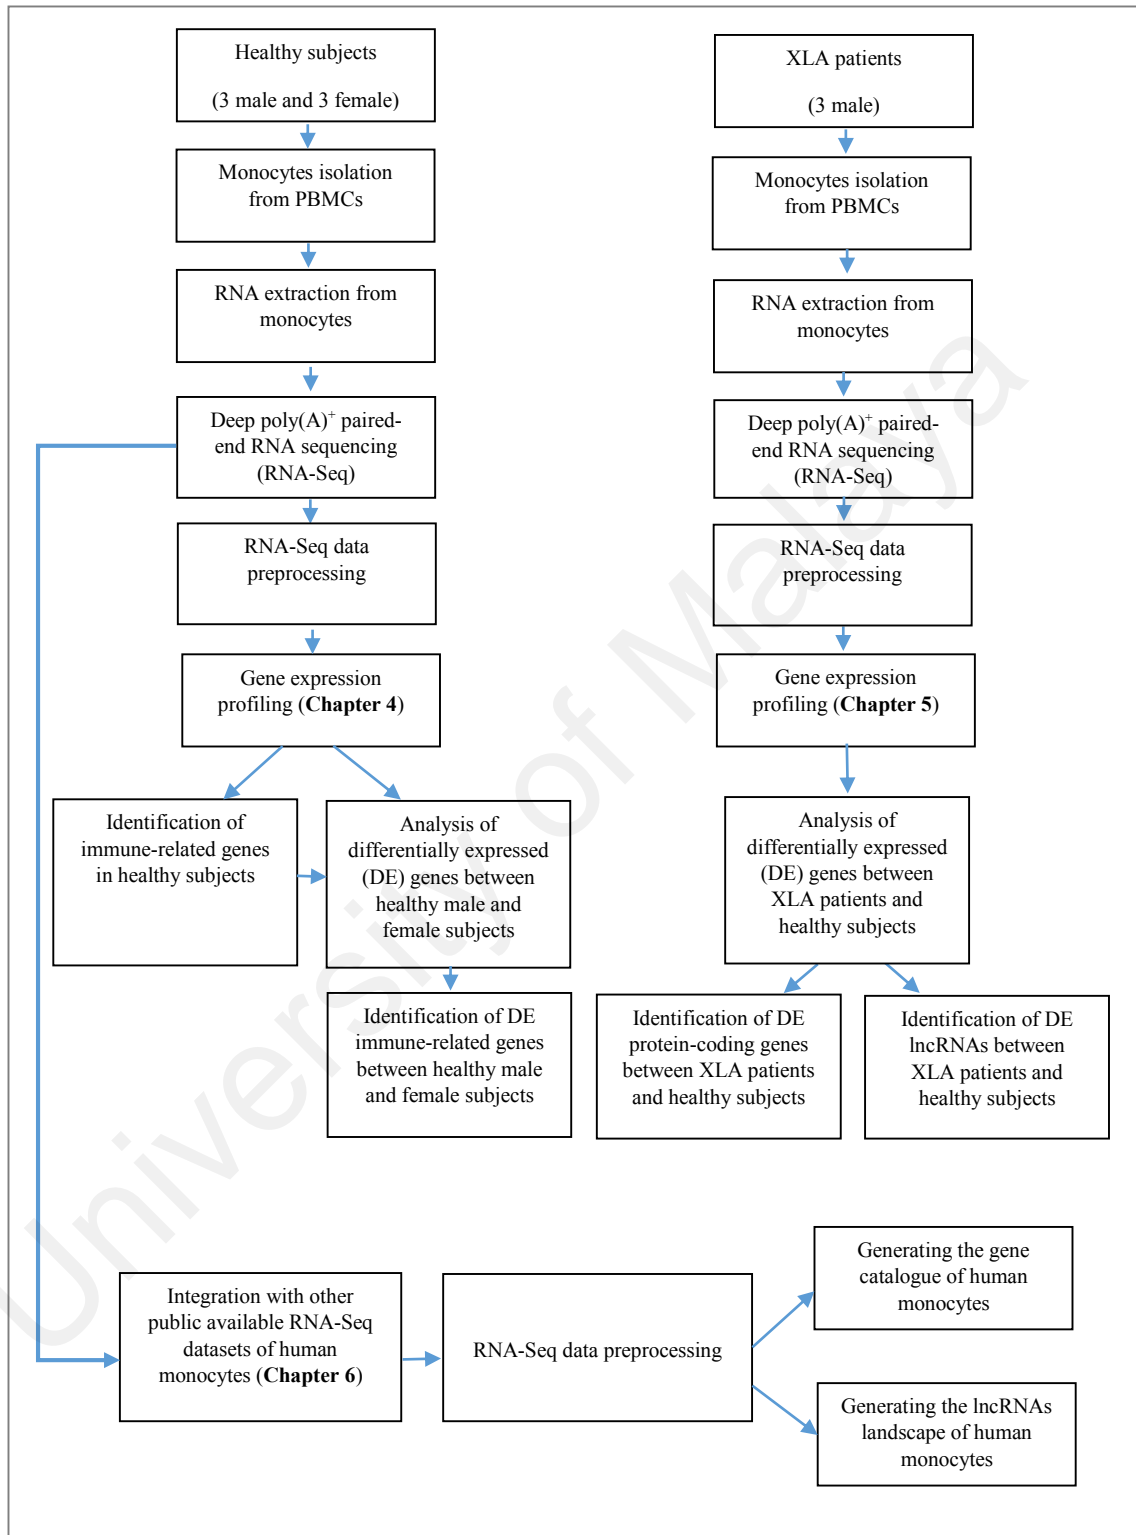 Healthy subjects
(3 male and 3 female)
Monocytes isolation
from PBMCs
RNA extraction from
monocytes
Deep poly(A)+ paired-
end RNA sequencing
(RNA-Seq)
RNA-Seq data
preprocessing
Gene expression
profiling (Chapter 4)
Identification of
immune-related genes
in healthy subjects
Analysis of
differentially expressed
(DE) genes between
healthy male and
female subjects
Identification of DE
immune-related genes
between healthy male
and female subjects
XLA patients
(3 male)
Monocytes isolation
from PBMCs
RNA extraction from
monocytes
Deep poly(A)+ paired-
end RNA sequencing
(RNA-Seq)
RNA-Seq data
preprocessing
Gene expression
profiling (Chapter 5)
Analysis of
differentially expressed
(DE) genes between
XLA patients and
healthy subjects
Identification of DE
protein-coding genes
between XLA patients
and healthy subjects
Identification of DE
lncRNAs between
XLA patients and
healthy subjects
Integration with other
public available RNA-Seq
datasets of human
monocytes (Chapter 6)
RNA-Seq data preprocessing
Generating the gene
catalogue of human
monocytes
Generating the lncRNAs
landscape of human
monocytes
University of Malaya